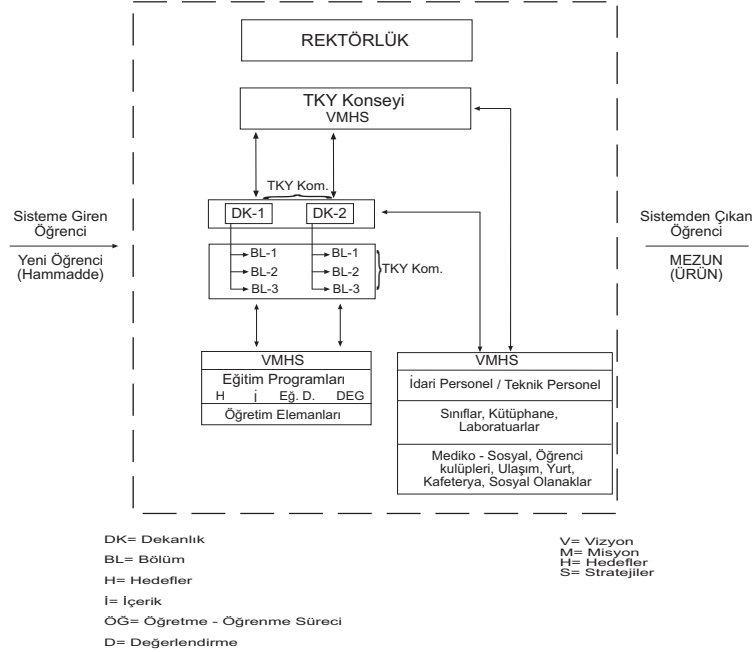 REKTÖRLÜK
TKY Konseyi
VMHS
TKY Kom.
DK-1 DK-2
BL-1 BL-1
BL-2 BL-2
BL-3 BL-3
TKY Kom.
Sisteme Giren
Öğrenci
Yeni Öğrenci
(Hammadde)
Sistemden Çıkan
Öğrenci
MEZUN
(ÜRÜN)
VMHS
Eğitim Programları
H İ Eğ. D. DEG
Öğretim Elemanları
VMHS
İdari Personel / Teknik Personel
Sınıflar, Kütüphane,
Laboratuarlar
Mediko - Sosyal, Öğrenci
kulüpleri, Ulaşım, Yurt,
Kafeterya, Sosyal Olanaklar
DK= Dekanlık
BL= Bölüm
H= Hedefler
İ= İçerik
ÖĞ= Öğretme - Öğrenme Süreci
D= Değerlendirme
V= Vizyon
M= Misyon
H= Hedefler
S= Stratejiler